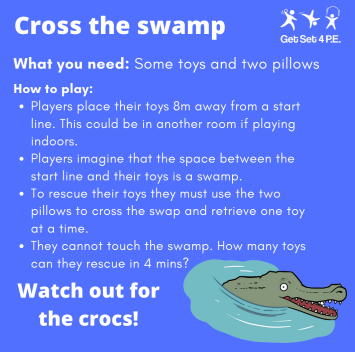 Cross the swamp
Get Set 4 P.E.
What you need: Some toys and two pillows
How to play:
• Players place their toys 8m away from a start
line. This could be in another room if playing
indoors.
• Players imagine that the space between the
start line and their toys is a swamp.
• To rescue their toys they must use the two
pillows to cross the swap and retrieve one toy
at a time.
• They cannot touch the swamp. How many toys
can they rescue in 4 mins?
Watch out for
the crocs!